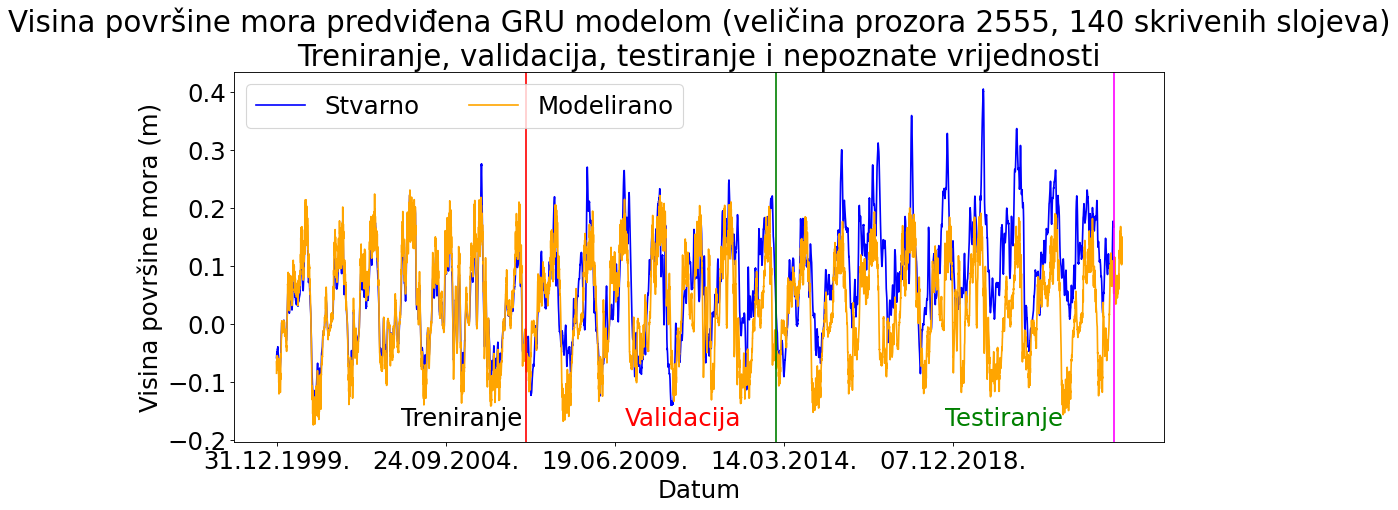 Visina površine mora predviđena GRU modelom (veličina prozora 2555, 140 skrivenih slojeva)
Treniranje, validacija, testiranje i nepoznate vrijednosti
Stvarno
Modelirano
Visina površine mora (m)
0.4
0.3
0.2
0.1
0.0
−0.1
−0.2
Treniranje
Validacija
Testiranje
31.12.1999.
24.09.2004.
19.06.2009.
14.03.2014.
07.12.2018.
Datum